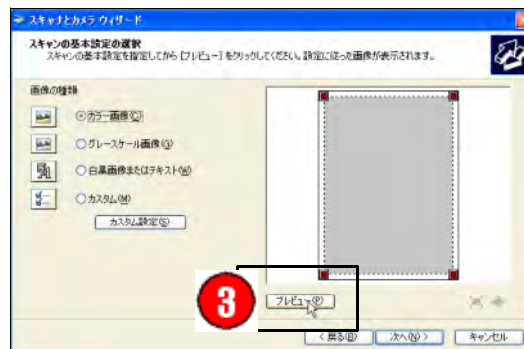 スキャナとカメラ ウィザード
スキャンの基本設定の選択
スキャンの基本設定を指定してから [プレビュー] をクリックしてください。設定に従った画像が表示されます。
画像の種類
カラー画像(C)
グレースケール画像(G)
白黒画像またはテキスト(W)
カスタム(M)
カスタム設定(S)
3
プレビュー(P)
< 戻る(B)
次へ(N) >
キャンセル